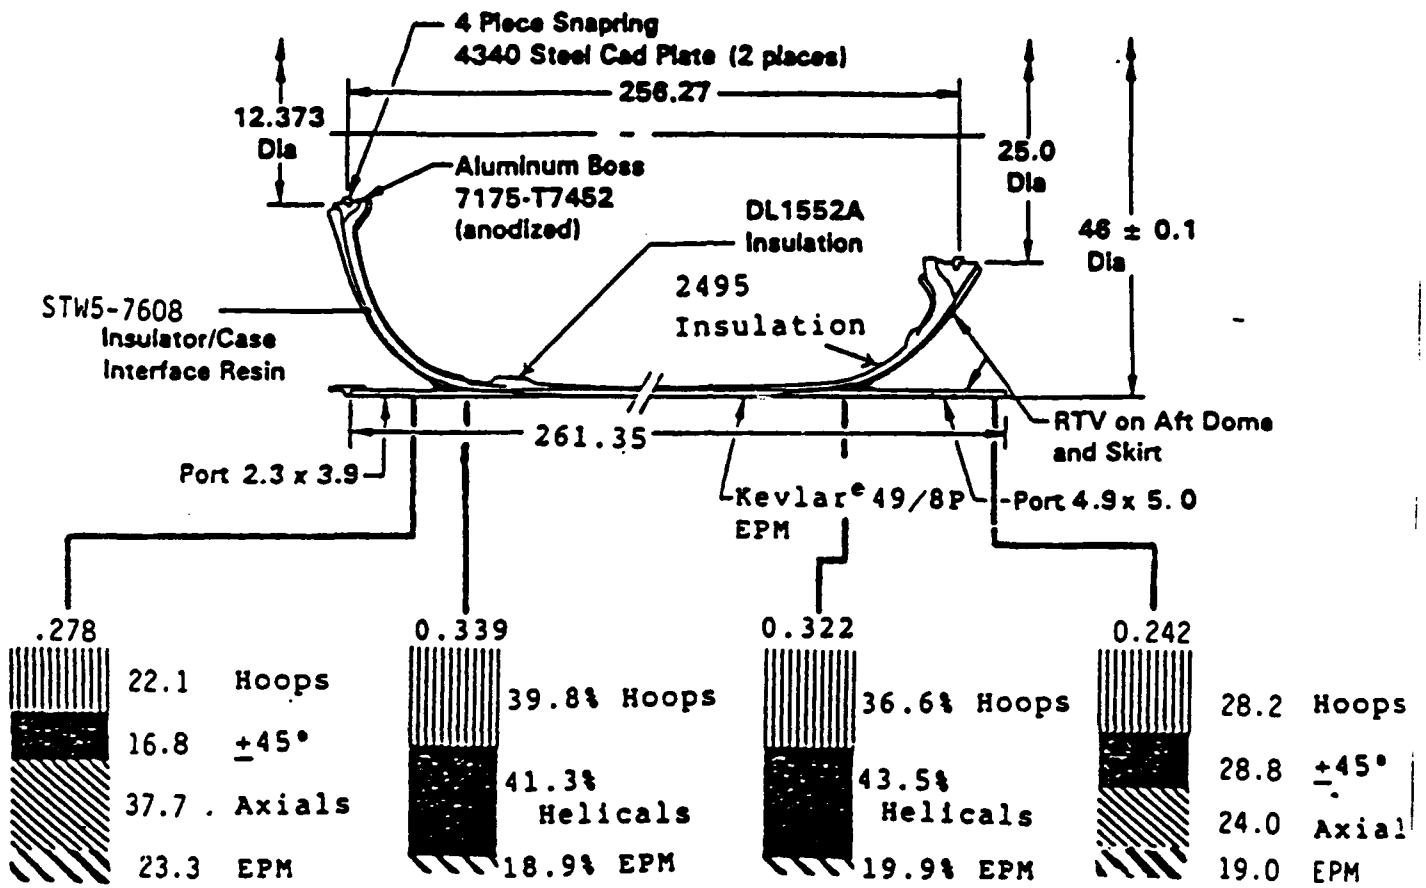 4 Piece Snapring
4340 Steel Cad Plate (2 places)
256.27
12.373
Dia
25.0
Dia
Aluminum Boss
7175-T7452
(anodized)
DL1552A
Insulation
46 ± 0.1
Dia
2495
Insulation
STW5-7608
Insulator/Case
Interface Resin
261.35
RTV on Aft Dome
and Skirt
Port 2.3 x 3.9
Kevlar® 49/8P
EPM
Port 4.9 x 5.0
.278
22.1 Hoops
16.8 ±45°
37.7 . Axials
23.3 EPM
0.339
39.8% Hoops
41.3%
Helicals
18.9% EPM
0.322
36.6% Hoops
43.5%
Helicals
19.9% EPM
0.242
28.2 Hoops
28.8 ±45°
24.0 Axial
19.0 EPM